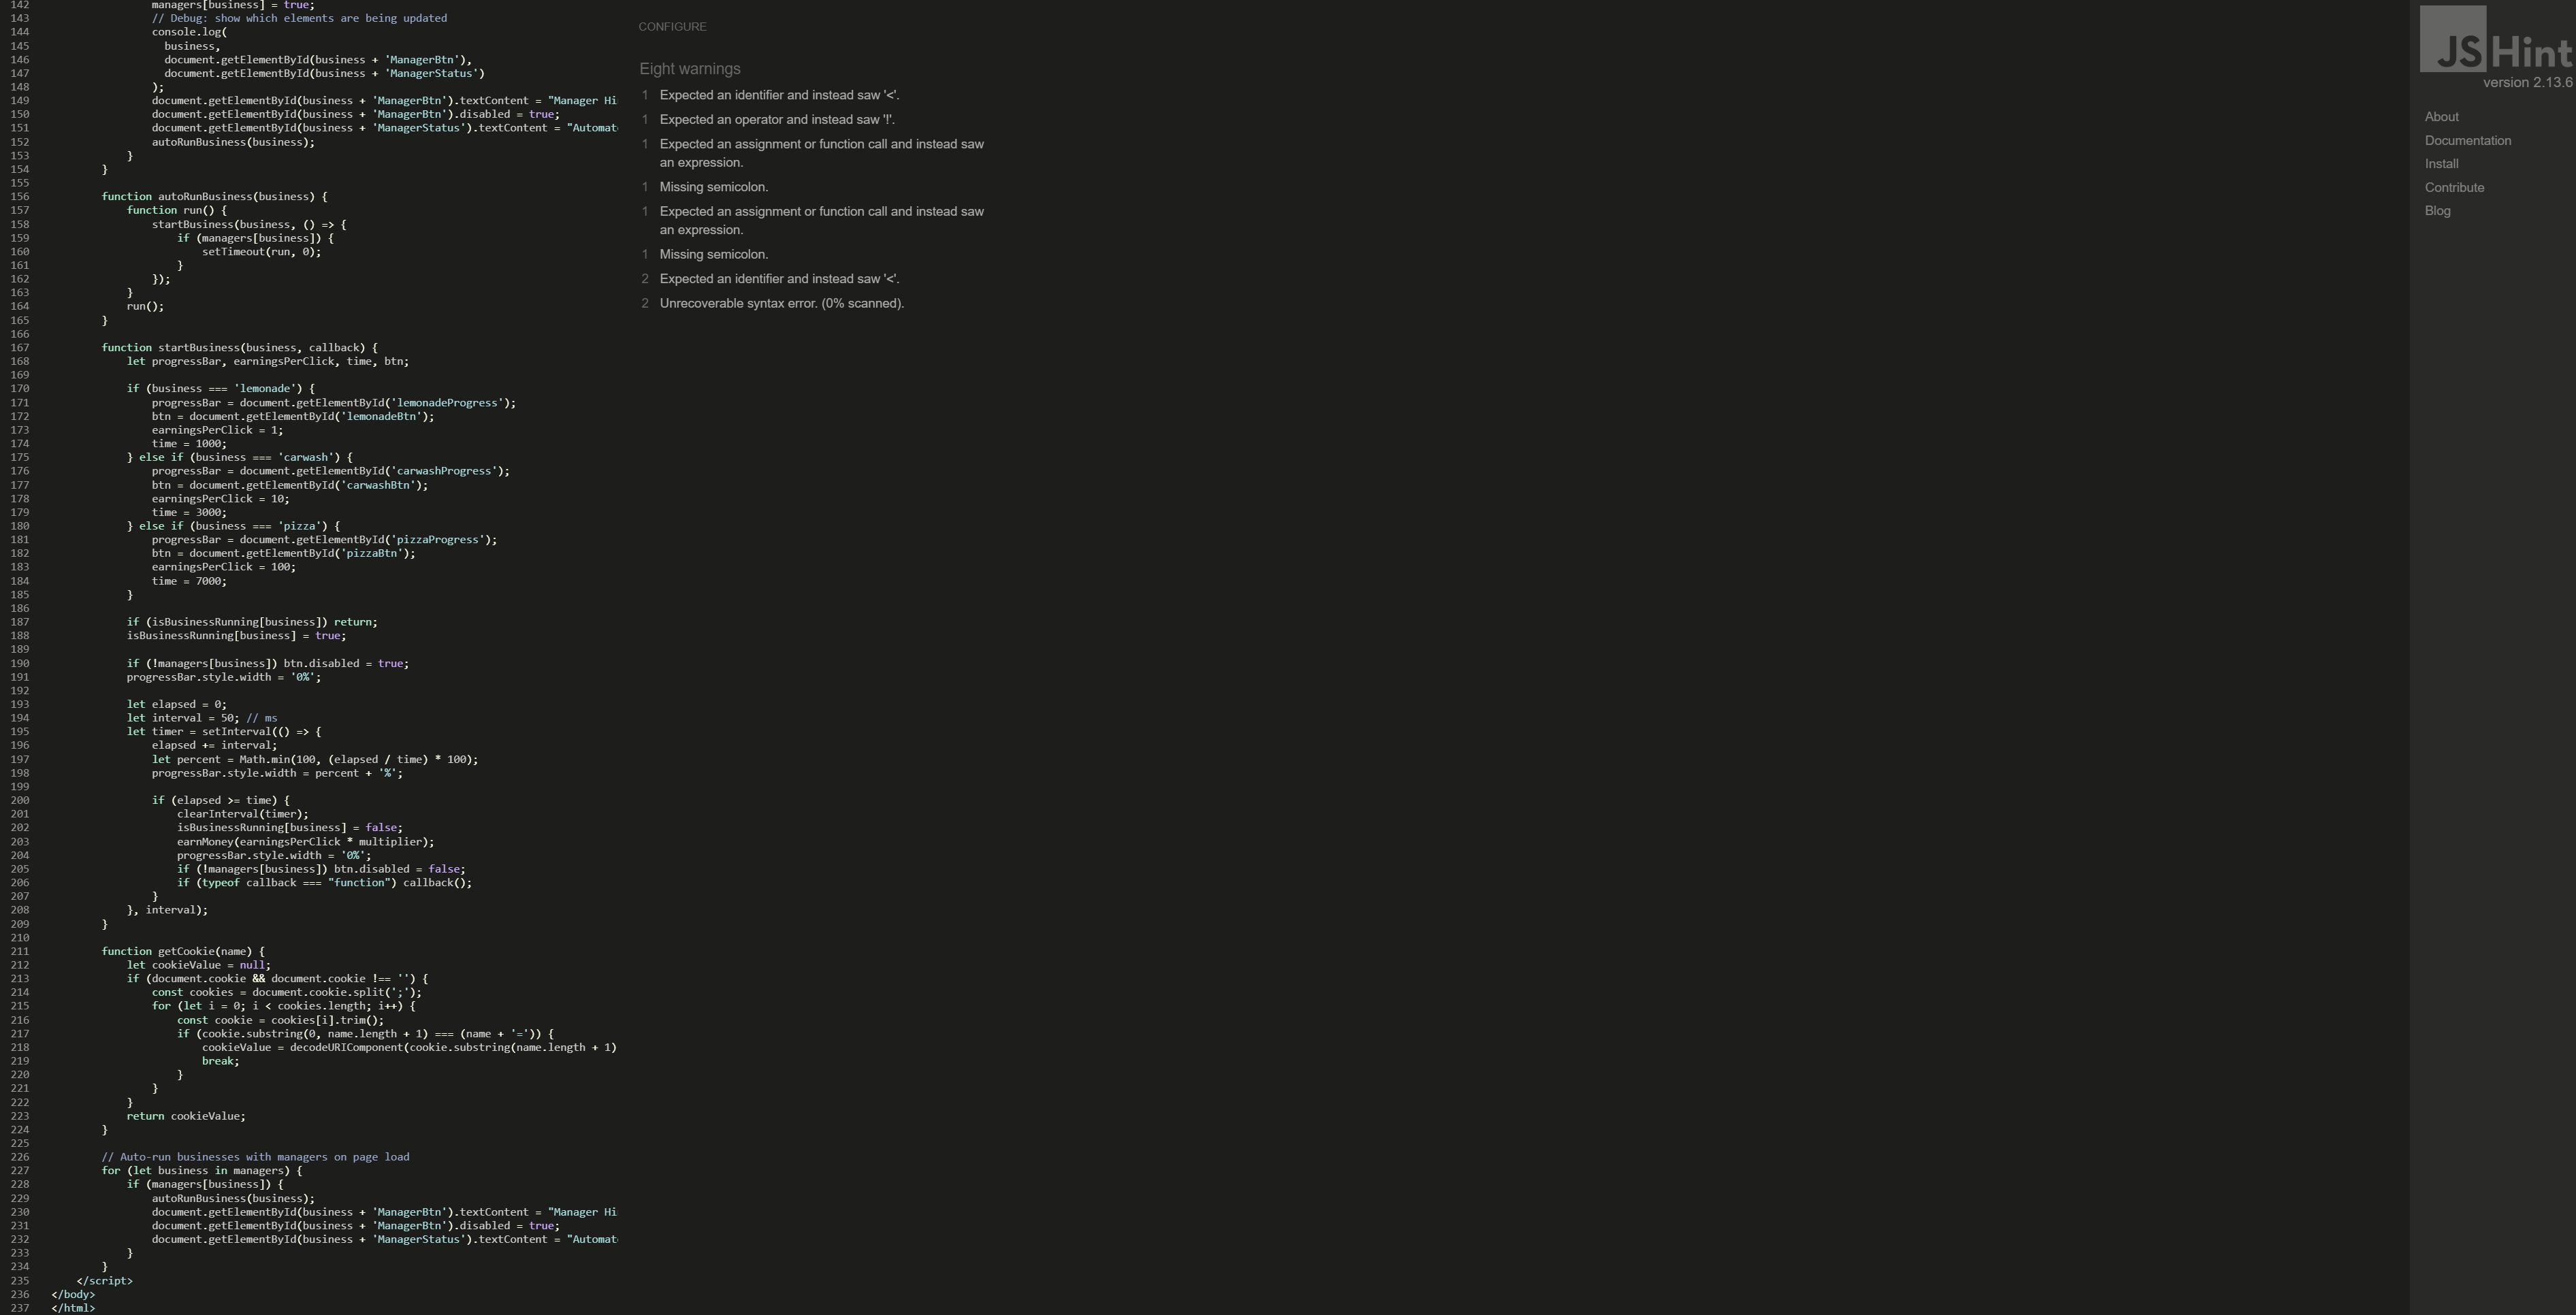 142 managers[business] = true;
143 // Debug: show which elements are being updated
144 console.log(
145 business,
146 document.getElementById(business + 'ManagerBtn'),
147 document.getElementById(business + 'ManagerStatus')
148 );
149 document.getElementById(business + 'ManagerBtn').textContent = "Manager Hi
150 document.getElementById(business + 'ManagerBtn').disabled = true;
151 document.getElementById(business + 'ManagerStatus').textContent = "Automat
152 autoRunBusiness(business);
153 }
154 }
155
156 function autoRunBusiness(business) {
157 function run() {
158 startBusiness(business, () => {
159 if (managers[business]) {
160 setTimeout(run, 0);
161 }
162 });
163 }
164 run();
165 }
166
167 function startBusiness(business, callback) {
168 let progressBar, earningsPerClick, time, btn;
169
170 if (business === 'lemonade') {
171 progressBar = document.getElementById('lemonadeProgress');
172 btn = document.getElementById('lemonadeBtn');
173 earningsPerClick = 1;
174 time = 1000;
175 } else if (business === 'carwash') {
176 progressBar = document.getElementById('carwashProgress');
177 btn = document.getElementById('carwashBtn');
178 earningsPerClick = 10;
179 time = 3000;
180 } else if (business === 'pizza') {
181 progressBar = document.getElementById('pizzaProgress');
182 btn = document.getElementById('pizzaBtn');
183 earningsPerClick = 100;
184 time = 7000;
185 }
186
187 if (isBusinessRunning[business]) return;
188 isBusinessRunning[business] = true;
189
190 if (!managers[business]) btn.disabled = true;
191 progressBar.style.width = '0%';
192
193 let elapsed = 0;
194 let interval = 50; // ms
195 let timer = setInterval(() => {
196 elapsed += interval;
197 let percent = Math.min(100, (elapsed / time) * 100);
198 progressBar.style.width = percent + '%';
199
200 if (elapsed >= time) {
201 clearInterval(timer);
202 isBusinessRunning[business] = false;
203 earnMoney(earningsPerClick * multiplier);
204 progressBar.style.width = '0%';
205 if (!managers[business]) btn.disabled = false;
206 if (typeof callback === "function") callback();
207 }
208 }, interval);
209 }
210
211 function getCookie(name) {
212 let cookieValue = null;
213 if (document.cookie && document.cookie !== '') {
214 const cookies = document.cookie.split(';');
215 for (let i = 0; i < cookies.length; i++) {
216 const cookie = cookies[i].trim();
217 if (cookie.substring(0, name.length + 1) === (name + '=')) {
218 cookieValue = decodeURIComponent(cookie.substring(name.length + 1)
219 break;
220 }
221 }
222 }
223 return cookieValue;
224 }
225
226 // Auto-run businesses with managers on page load
227 for (let business in managers) {
228 if (managers[business]) {
229 autoRunBusiness(business);
230 document.getElementById(business + 'ManagerBtn').textContent = "Manager Hi
231 document.getElementById(business + 'ManagerBtn').disabled = true;
232 document.getElementById(business + 'ManagerStatus').textContent = "Automat
233 }
234 }
235 </script>
236 </body>
237 </html>
CONFIGURE
Eight warnings
1 Expected an identifier and instead saw '<'.
1 Expected an operator and instead saw '!'.
1 Expected an assignment or function call and instead saw
an expression.
1 Missing semicolon.
1 Expected an assignment or function call and instead saw
an expression.
1 Missing semicolon.
2 Expected an identifier and instead saw '<'.
2 Unrecoverable syntax error. (0% scanned).
JSHint
version 2.13.6
About
Documentation
Install
Contribute
Blog